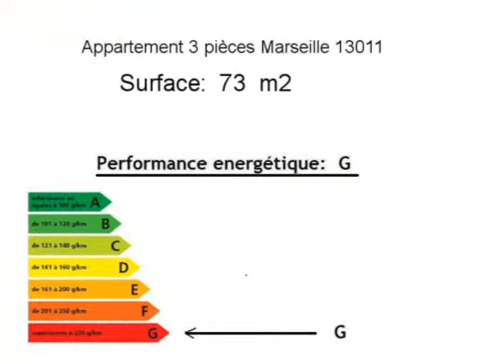 Appartement 3 pièces Marseille 13011
Surface: 73 m2
Performance energétique: G
A
de 101 à 120 g/km B
de 121 à 140 g/km C
de 141 à 160 g/km D
de 161 à 200 g/km E
de 201 à 250 g/km F
G
G